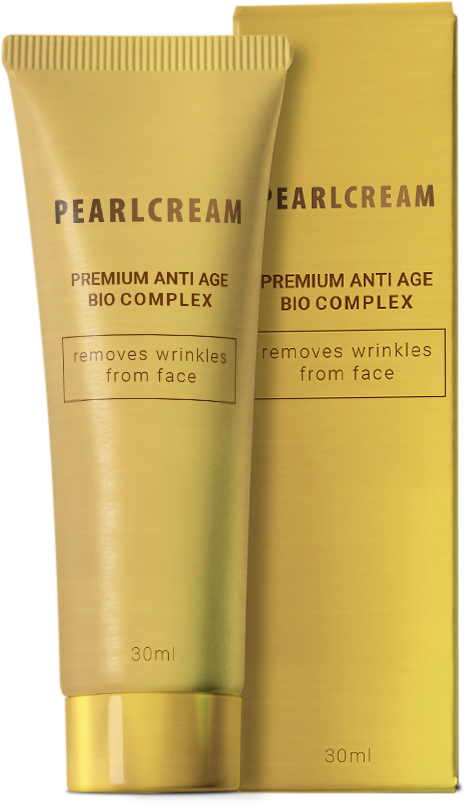 PEARLCREAM
PREMIUM ANTI AGE
BIO COMPLEX
removes wrinkles
from face
30ml
PEARLCREAM
PREMIUM ANTI AGE
BIO COMPLEX
removes wrinkles
from face
30ml